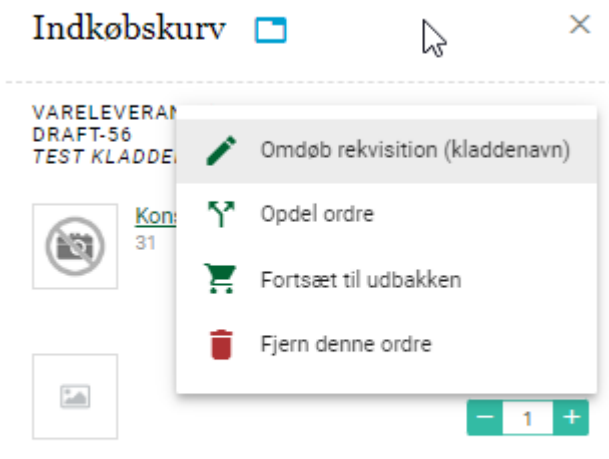 Indkøbskurv
VARELEVERAN
DRAFT-56
TEST KLADDE
Omdøb rekvisition (kladdenavn)
Kons
31
Opdel ordre
Fortsæt til udbakken
Fjern denne ordre
1